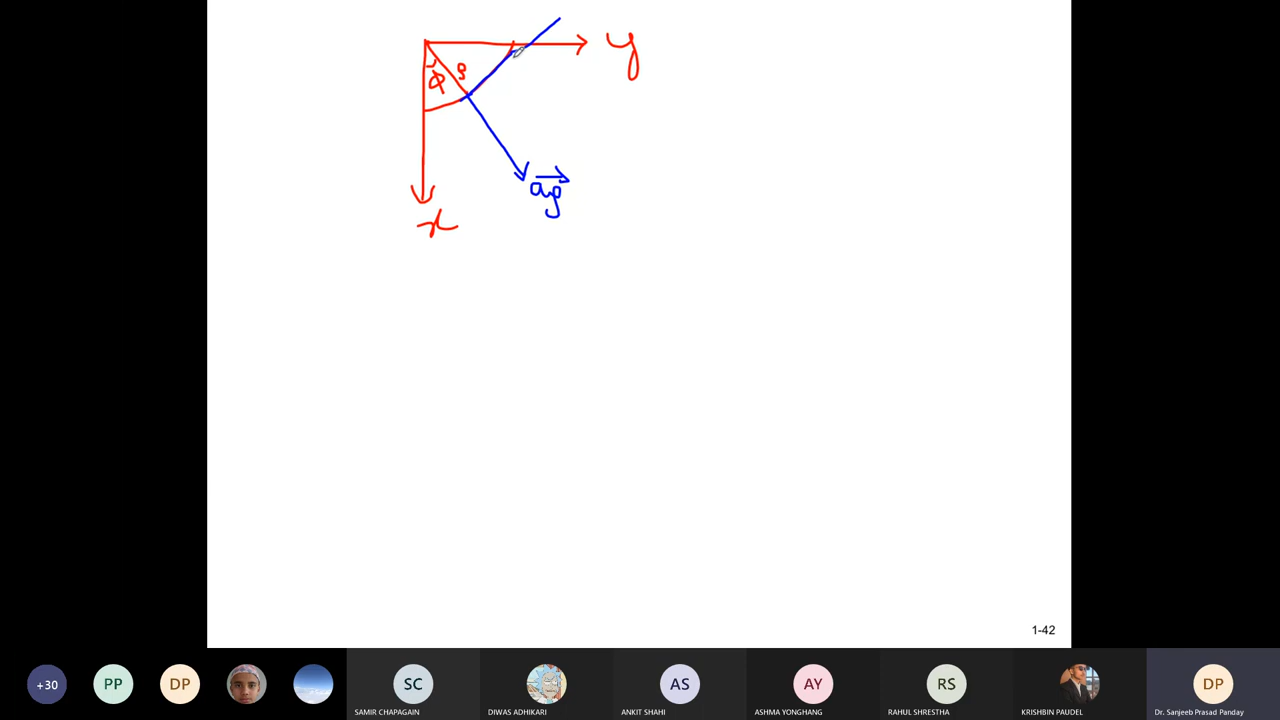 y
ϕ ρ
a⃗ρ
x
1-42
+30
PP
DP
SC
AS
AY
RS
DP
SAMIR CHAPAGAIN
DIWAS ADHIKARI
ANKIT SHAHI
ASHMA YONGHANG
RAHUL SHRESTHA
KRISHBIN PAUDEL
Dr. Sanjeeb Prasad Panday